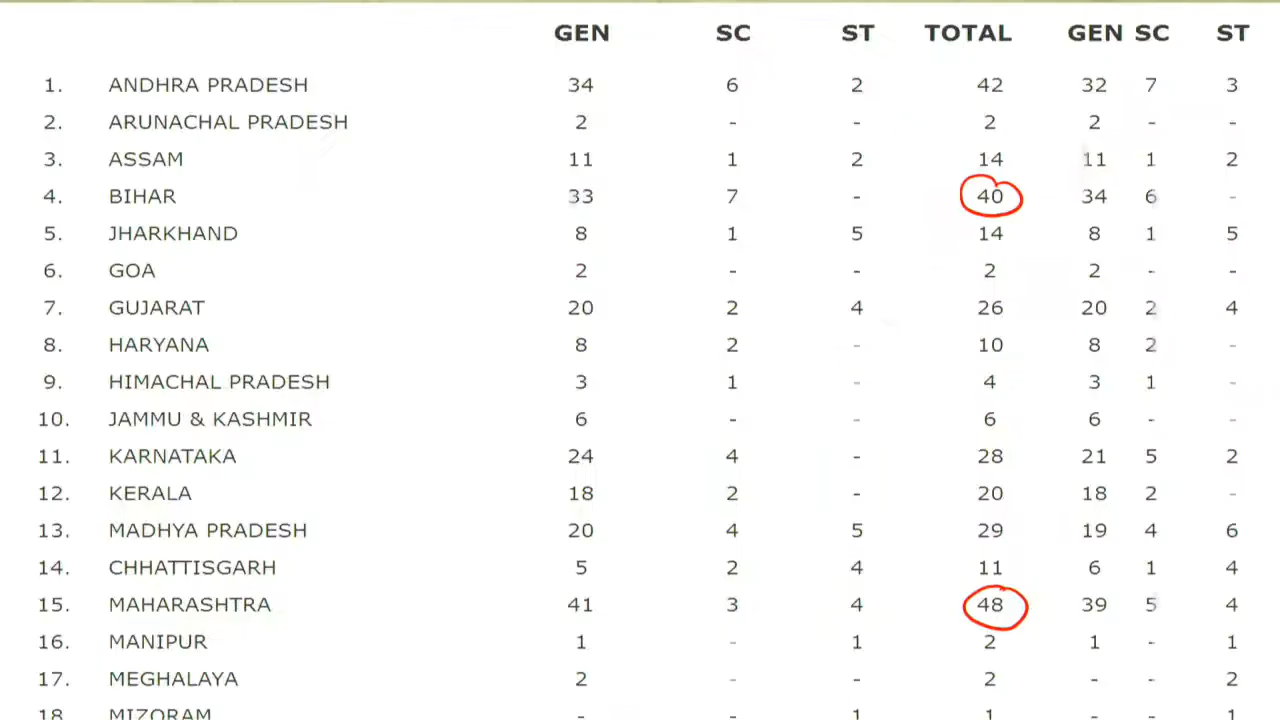 GEN SC ST TOTAL GEN SC ST
1. ANDHRA PRADESH 34 6 2 42 32 7 3
2. ARUNACHAL PRADESH 2 - - 2 2 - -
3. ASSAM 11 1 2 14 11 1 2
4. BIHAR 33 7 - 40 34 6 -
5. JHARKHAND 8 1 5 14 8 1 5
6. GOA 2 - - 2 2 - -
7. GUJARAT 20 2 4 26 20 2 4
8. HARYANA 8 2 - 10 8 2 -
9. HIMACHAL PRADESH 3 1 - 4 3 1 -
10. JAMMU & KASHMIR 6 - - 6 6 - -
11. KARNATAKA 24 4 - 28 21 5 2
12. KERALA 18 2 - 20 18 2 -
13. MADHYA PRADESH 20 4 5 29 19 4 6
14. CHHATTISGARH 5 2 4 11 6 1 4
15. MAHARASHTRA 41 3 4 48 39 5 4
16. MANIPUR 1 - 1 2 1 - 1
17. MEGHALAYA 2 - - 2 - - 2
18. MIZORAM - - 1 1 - - 1